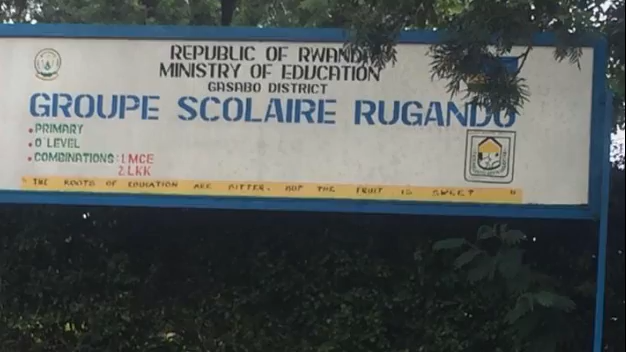 REPUBLIC OF RWANDA
MINISTRY OF EDUCATION
GASABO DISTRICT
GROUPE SCOLAIRE RUGANDO
• PRIMARY
• O'LEVEL
• COMBINATIONS: 1. MCE
2. LKK
" THE ROOTS OF EDUCATION ARE BITTER, BUT THE FRUIT IS SWEET "